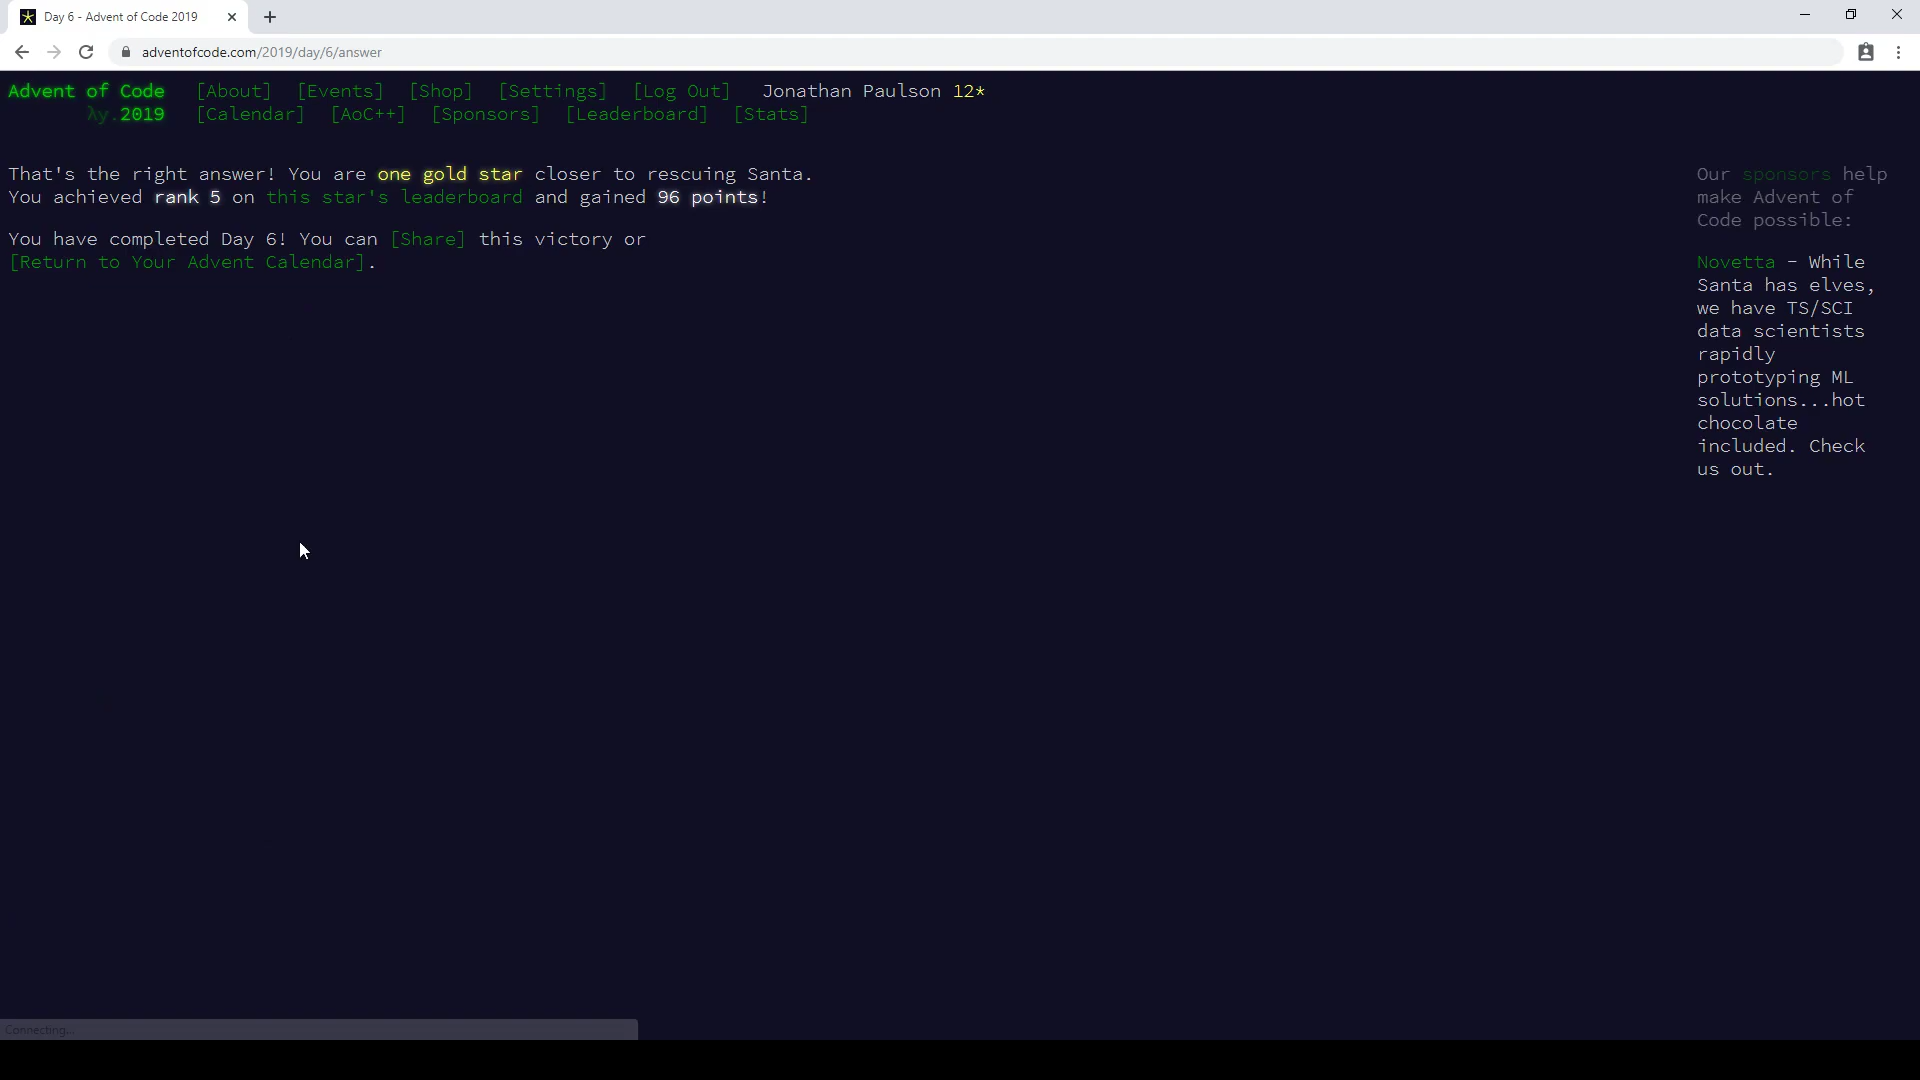 Day 6 - Advent of Code 2019
adventofcode.com/2019/day/6/answer
Advent of Code [About] [Events] [Shop] [Settings] [Log Out] Jonathan Paulson 12*
λy.2019 [Calendar] [AoC++] [Sponsors] [Leaderboard] [Stats]
That's the right answer! You are one gold star closer to rescuing Santa.
You achieved rank 5 on this star's leaderboard and gained 96 points!
You have completed Day 6! You can [Share] this victory or
[Return to Your Advent Calendar].
Our sponsors help
make Advent of
Code possible:
Novetta - While
Santa has elves,
we have TS/SCI
data scientists
rapidly
prototyping ML
solutions...hot
chocolate
included. Check
us out.
Connecting...